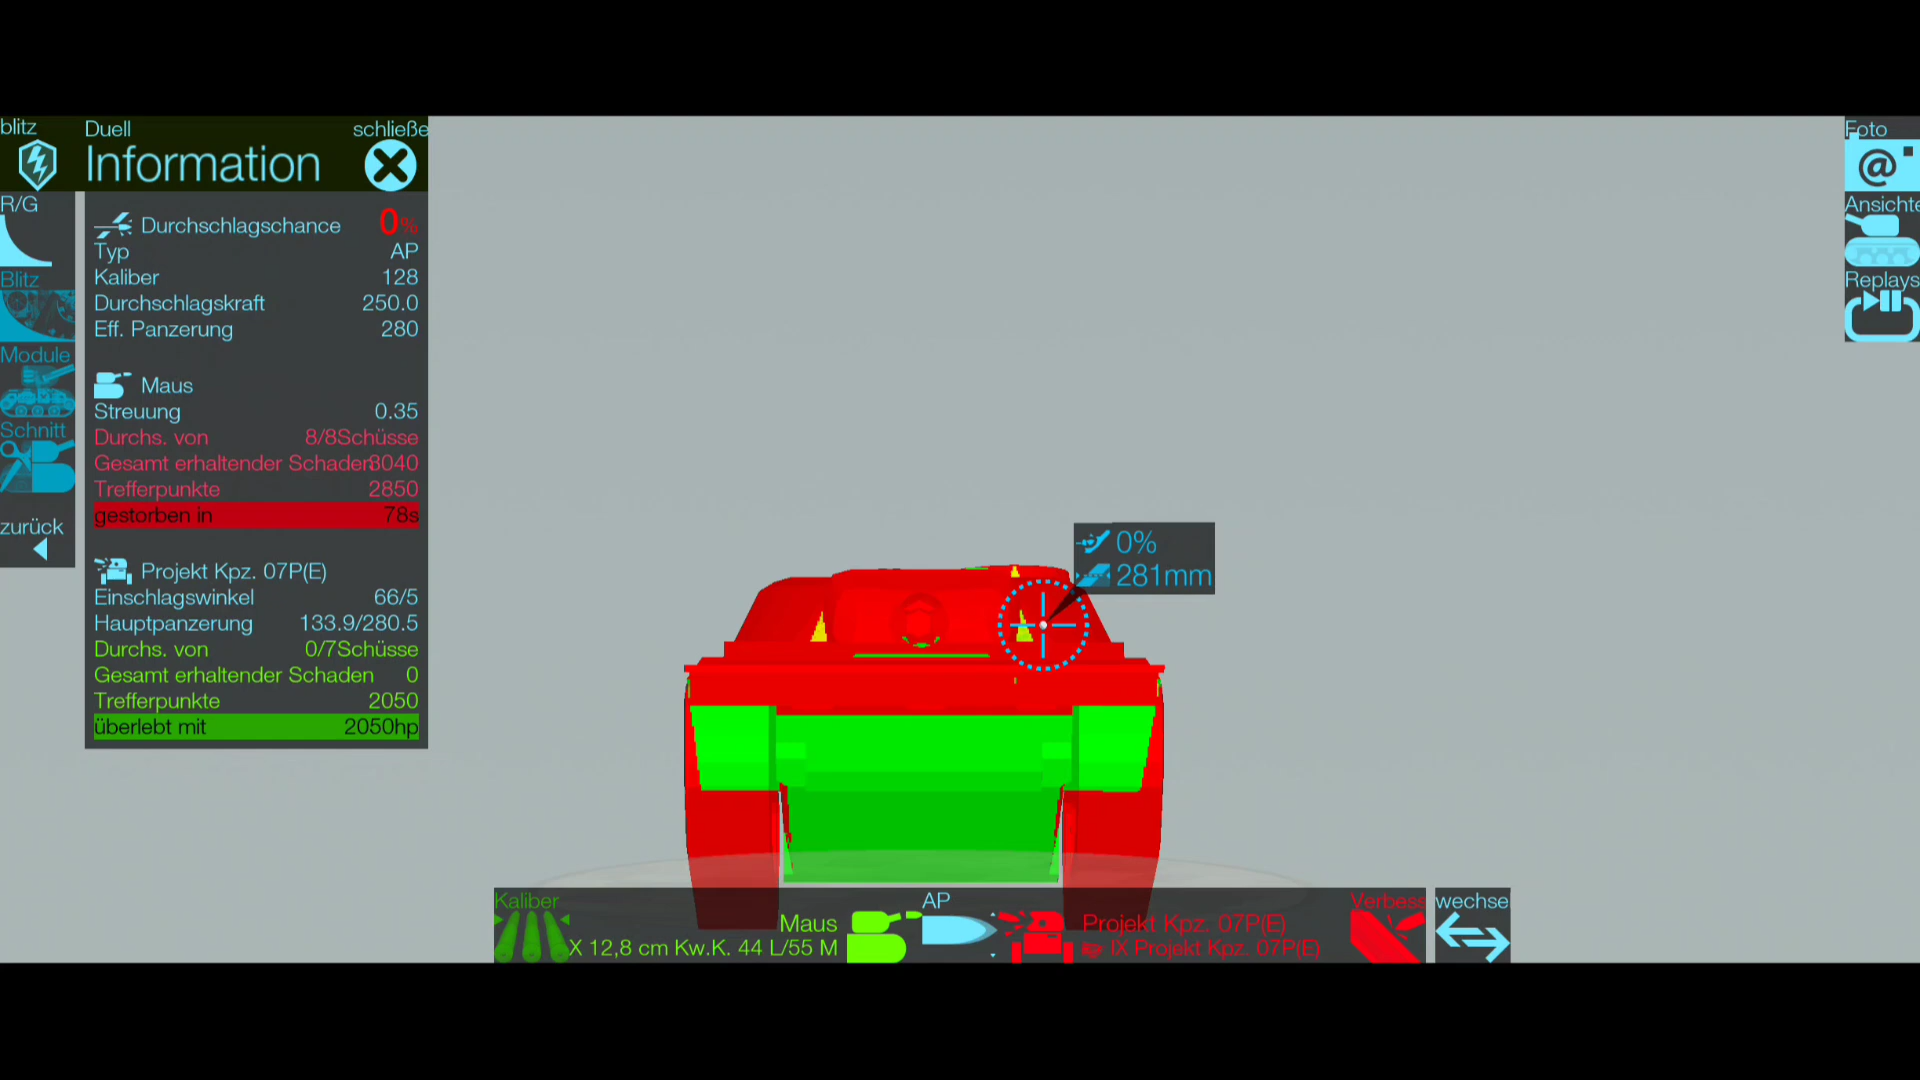 blitz
Duell
schließe
Information
R/G
Durchschlagschance 0%
Typ AP
Kaliber 128
Durchschlagskraft 250.0
Eff. Panzerung 280
Blitz
Module
Schnitt
zurück
Maus
Streuung 0.35
Durchs. von 8/8Schüsse
Gesamt erhaltender Schaden 3040
Trefferpunkte 2850
gestorben in 78s
Projekt Kpz. 07P(E)
Einschlagswinkel 66/5
Hauptpanzerung 133.9/280.5
Durchs. von 0/7Schüsse
Gesamt erhaltender Schaden 0
Trefferpunkte 2050
überlebt mit 2050hp
0%
281mm
Foto
@
Ansichte
Replays
Kaliber
Maus
X 12,8 cm Kw.K. 44 L/55 M
AP
Projekt Kpz. 07P(E)
IX Projekt Kpz. 07P(E)
Verbess
wechse